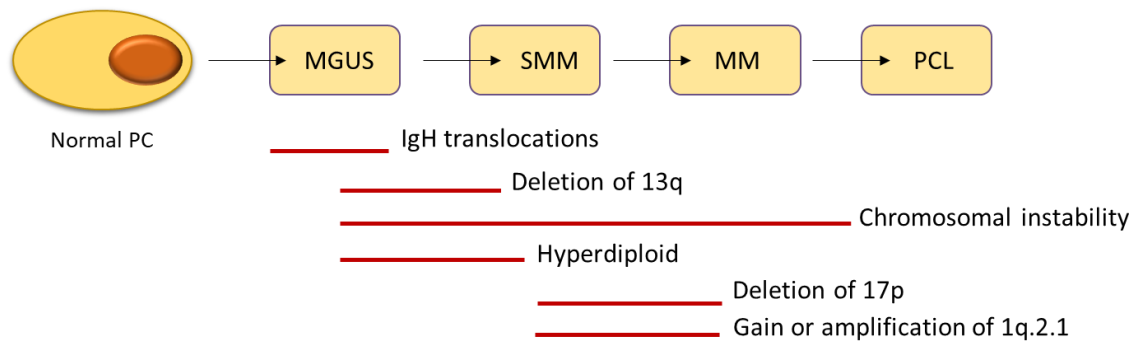 MGUS
SMM
MM
PCL
Normal PC
IgH translocations
Deletion of 13q
Chromosomal instability
Hyperdiploid
Deletion of 17p
Gain or amplification of 1q.2.1